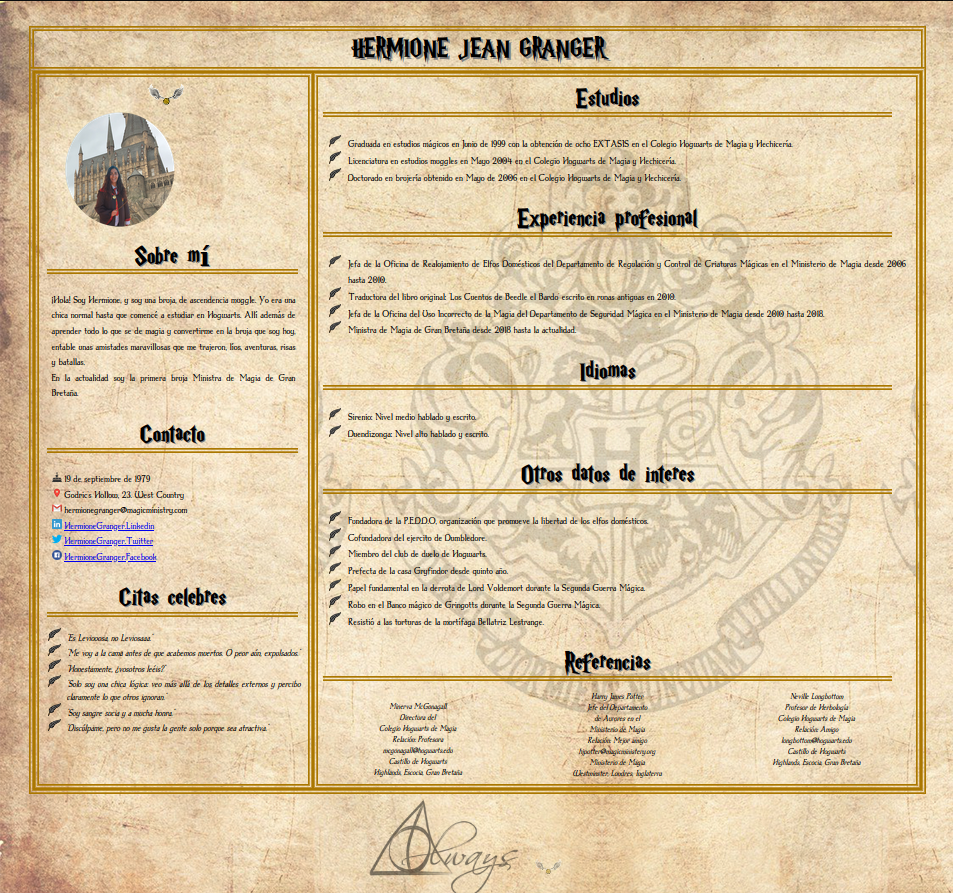 HERMIONE JEAN GRANGER
Sobre mí
¡Hola! Soy Hermione, y soy una bruja, de ascendencia moggle. Yo era una
chica normal hasta que comencé a estudiar en Hogwarts. Allí además de
aprender todo lo que se de magia y convertirme en la bruja que soy hoy,
entable unas amistades maravillosas que me trajeron, líos, aventuras, risas
y batallas.
En la actualidad soy la primera bruja Ministra de Magia de Gran
Bretaña.
Contacto
19 de septiembre de 1979
Godric's Hollow, 23. West Country
hermionegranger@magicministry.com
HermioneGranger.Linkedin
HermioneGranger.Twitter
HermioneGranger.Facebook
Citas celebres
"Es Leviooosa, no Leviosaaa."
"Me voy a la cama antes de que acabemos muertos. O peor aún, expulsados."
"Honestamente, ¿vosotros leéis?"
"Solo soy una chica lógica: veo más allá de los detalles externos y percibo
claramente lo que otros ignoran."
"Soy sangre sucia y a mucha honra."
"Discúlpame, pero no me gusta la gente solo porque sea atractiva."
Estudios
Graduada en estudios mágicos en Junio de 1999 con la obtención de ocho EXTASIS en el Colegio Hogwarts de Magia y Hechicería.
Licenciatura en estudios moggles en Mayo 2004 en el Colegio Hogwarts de Magia y Hechicería.
Doctorado en brojería obtenido en Mayo de 2006 en el Colegio Hogwarts de Magia y Hechicería.
Experiencia profesional
Jefa de la Oficina de Realojamiento de Elfos Domésticos del Departamento de Regulación y Control de Criaturas Mágicas en el Ministerio de Magia desde 2006
hasta 2010.
Traductora del libro original: Los Cuentos de Beedle el Bardo escrito en runas antiguas en 2010.
Jefa de la Oficina del Uso Incorrecto de la Magia del Departamento de Seguridad Mágica en el Ministerio de Magia desde 2010 hasta 2018.
Ministra de Magia de Gran Bretaña desde 2018 hasta la actualidad.
Idiomas
Sirenio: Nivel medio hablado y escrito.
Duendizonga: Nivel alto hablado y escrito.
Otros datos de interes
Fundadora de la P.E.D.D.O, organización que promueve la libertad de los elfos domésticos.
Cofundadora del ejercito de Dumbledore.
Miembro del club de duelo de Hogwarts.
Prefecta de la casa Gryfindor desde quinto año.
Papel fundamental en la derrota de Lord Voldemort durante la Segunda Guerra Mágica.
Robo en el Banco mágico de Gringotts durante la Segunda Guerra Mágica.
Resistió a las torturas de la mortífaga Bellatriz Lestrange.
Referencias
Minerva McGonagall
Directora del
Colegio Hogwarts de Magia
Relación: Profesora
mcgonagall@hogwarts.edu
Castillo de Hogwarts
Highlands, Escocia, Gran Bretaña
Harry James Potter
Jefe del Departamento
de Aurores en el
Ministerio de Magia
Relación: Mejor amigo
hjpotter@magicministery.org
Ministerio de Magia
Westminster, Londres, Inglaterra
Neville Longbottom
Profesor de Herbología
Colegio Hogwarts de Magia
Relación: Amigo
longbottom@hogwarts.edu
Castillo de Hogwarts
Highlands, Escocia, Gran Bretaña
Always